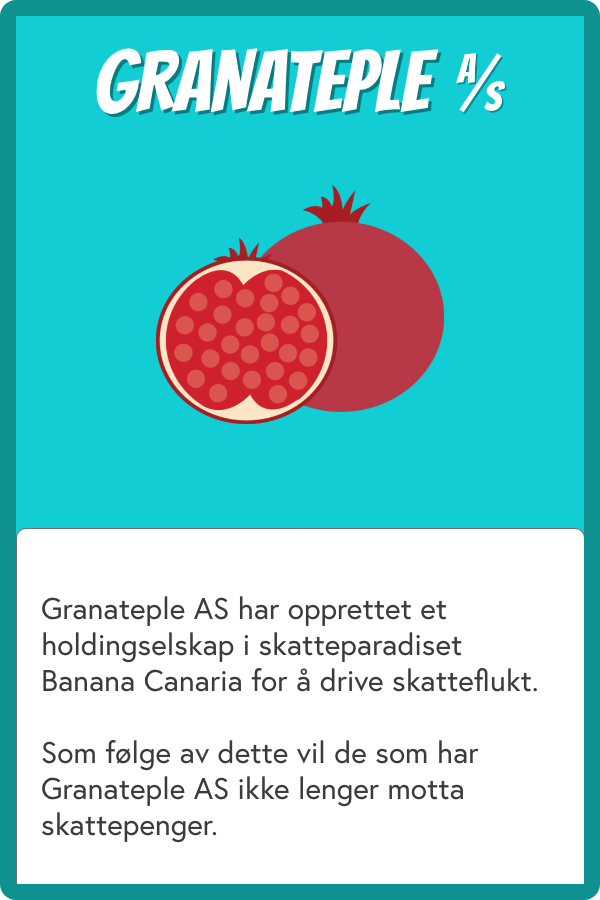 GRANATEPLE A/S
Granateple AS har opprettet et
holdingselskap i skatteparadiset
Banana Canaria for å drive skatteflukt.
Som følge av dette vil de som har
Granateple AS ikke lenger motta
skattepenger.